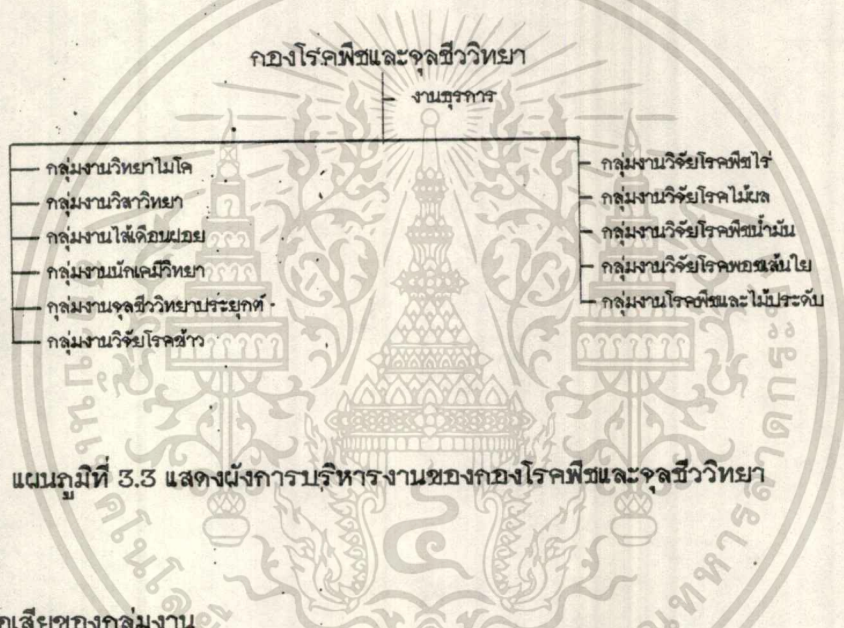 กองโรคพืชและจุลชีววิทยา
งานธุรการ
กลุ่มงานวิทยาไมโค
กลุ่มงานวิสาวิทยา
กลุ่มงานไส้เดือนฝอย
กลุ่มงานบักเคมีวิทยา
กลุ่มงานจุลชีววิทยาประยุกต์
กลุ่มงานวิจัยโรคข้าว
กลุ่มงานวิจัยโรคพืชไร่
กลุ่มงานวิจัยโรคไม้ผล
กลุ่มงานวิจัยโรคพืชน้ำมัน
กลุ่มงานวิจัยโรคพอชเส้นใย
กลุ่มงานโรคพืชและไม้ประดับ
แผนภูมิที่ 3.3 แสดงผังการบริหารงานของกองโรคพืชและจุลชีววิทยา
เสียของกลุ่มงาน